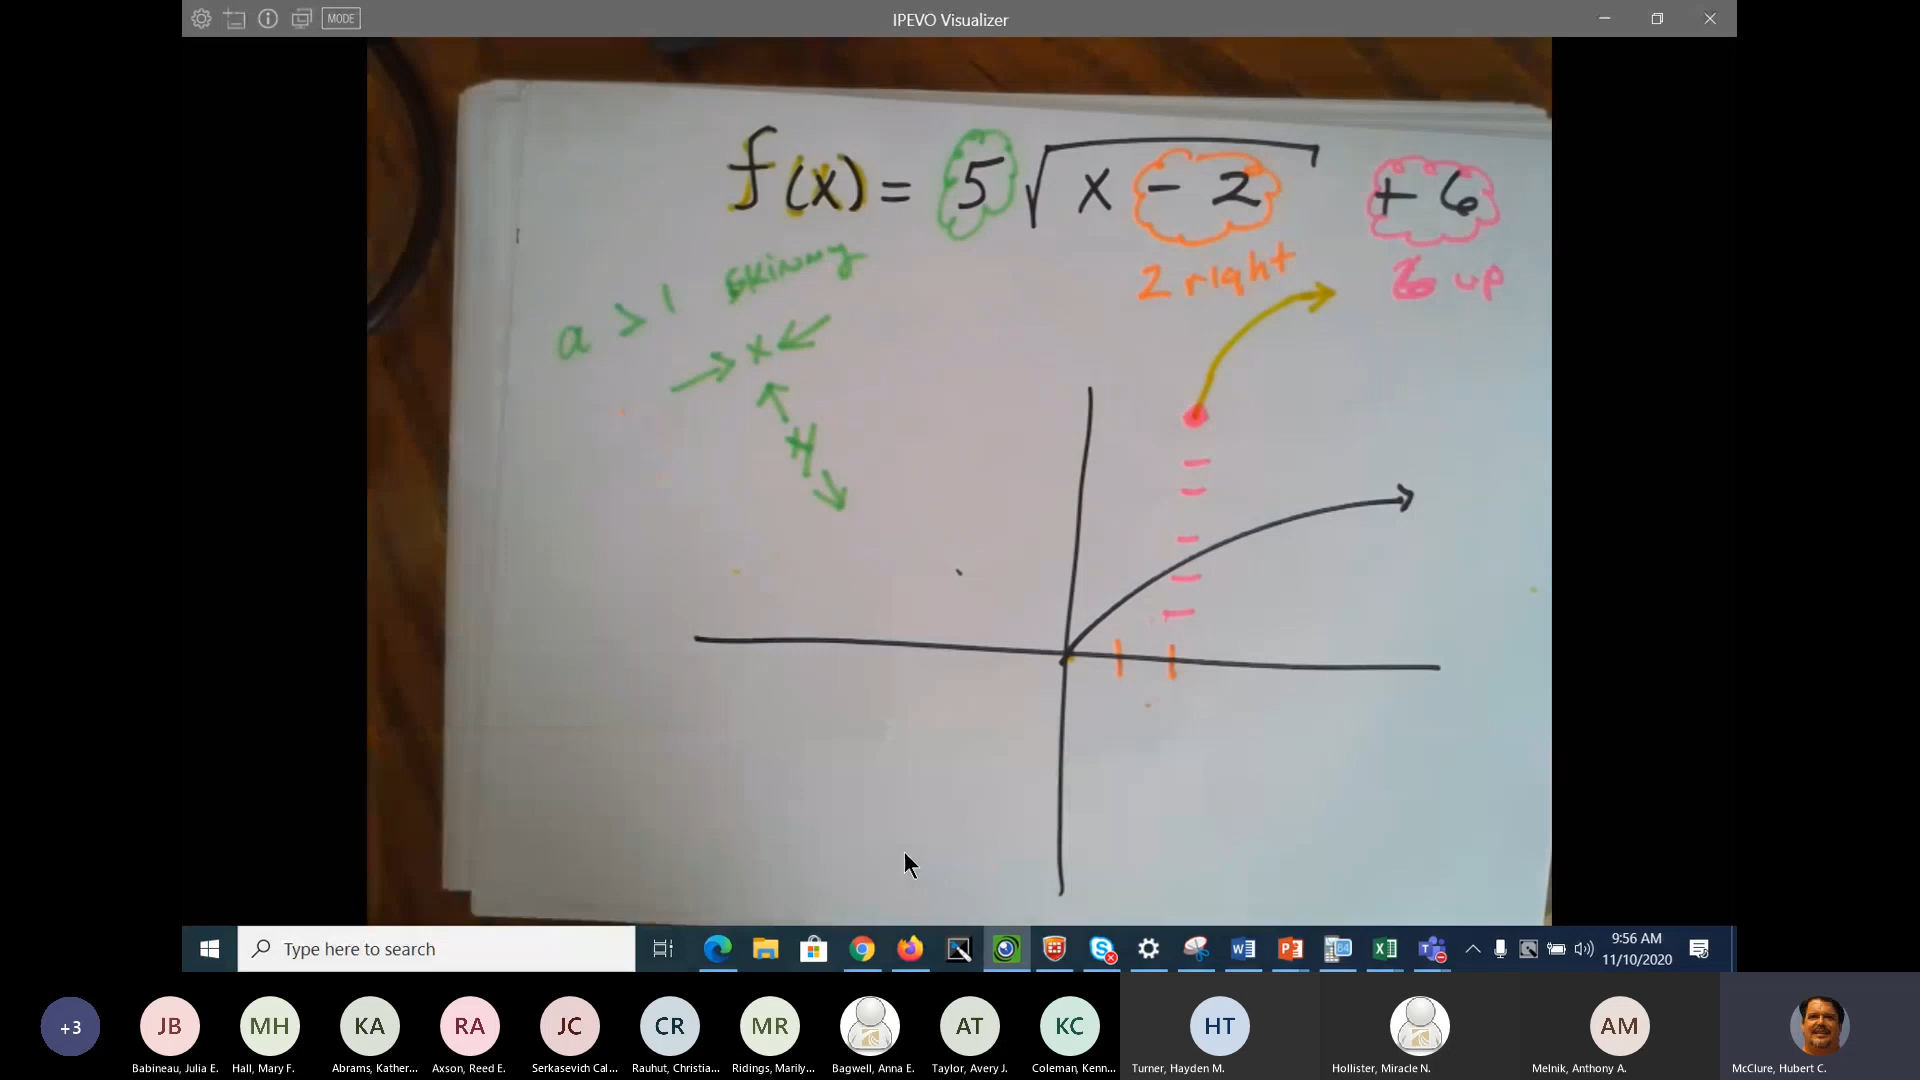 MODE
IPEVO Visualizer
f(x) = 5√(x - 2) + 6
a > 1 skinny
2 right
6 up
x
y
Type here to search
9:56 AM
11/10/2020
+3
JB
MH
KA
RA
JC
CR
MR
AT
KC
HT
AM
Babineau, Julia E.
Hall, Mary F.
Abrams, Kather...
Axson, Reed E.
Serkasevich Cal...
Rauhut, Christia...
Ridings, Marily...
Bagwell, Anna E.
Taylor, Avery J.
Coleman, Kenn...
Turner, Hayden M.
Hollister, Miracle N.
Melnik, Anthony A.
McClure, Hubert C.